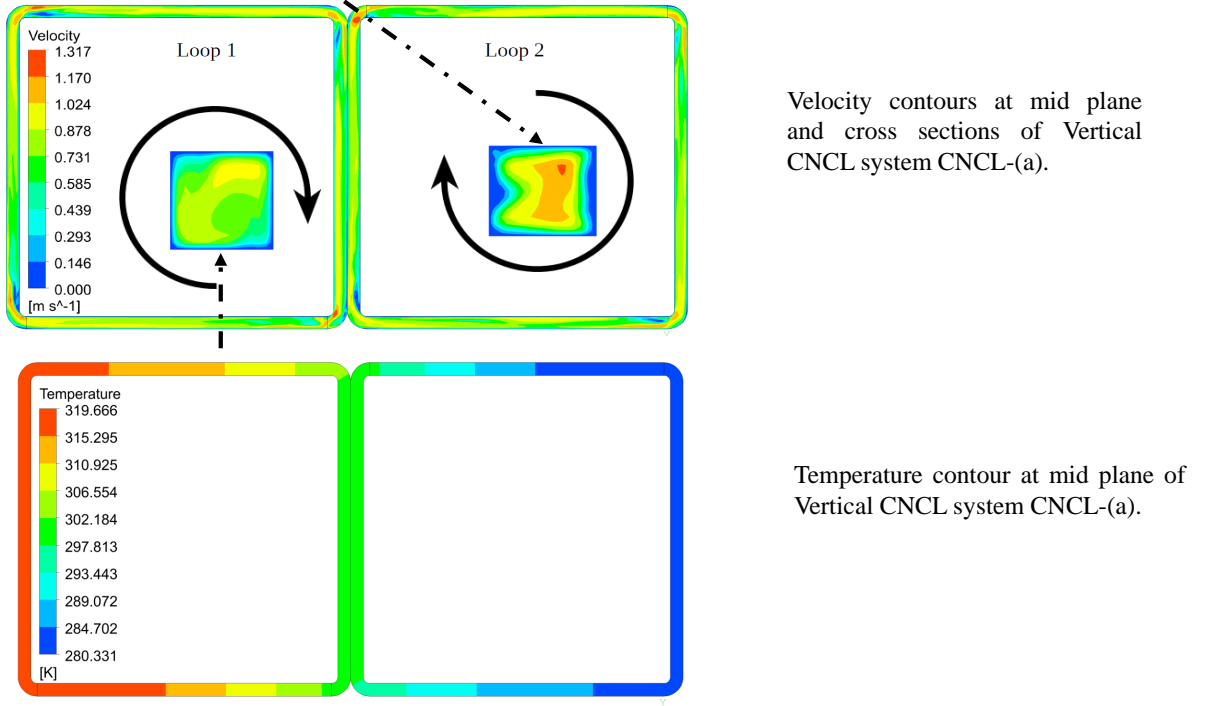 Velocity
1.317
1.170
1.024
0.878
0.731
0.585
0.439
0.293
0.146
0.000
[m s^-1]
Loop 1
Loop 2
Velocity contours at mid plane
and cross sections of Vertical
CNCL system CNCL-(a).
Temperature
319.666
315.295
310.925
306.554
302.184
297.813
293.443
289.072
284.702
280.331
[K]
Y
Temperature contour at mid plane of
Vertical CNCL system CNCL-(a).